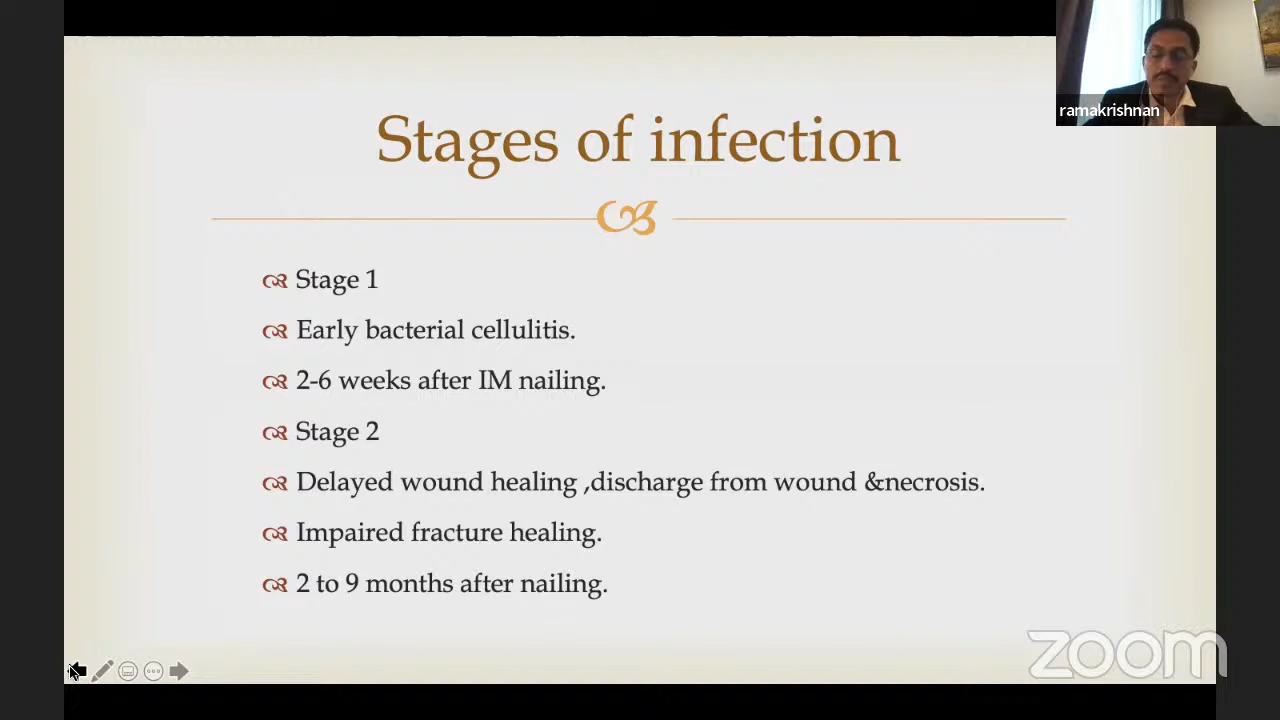 ramakrishnan
Stages of infection
Stage 1
Early bacterial cellulitis.
2-6 weeks after IM nailing.
Stage 2
Delayed wound healing ,discharge from wound &necrosis.
Impaired fracture healing.
2 to 9 months after nailing.
zoom